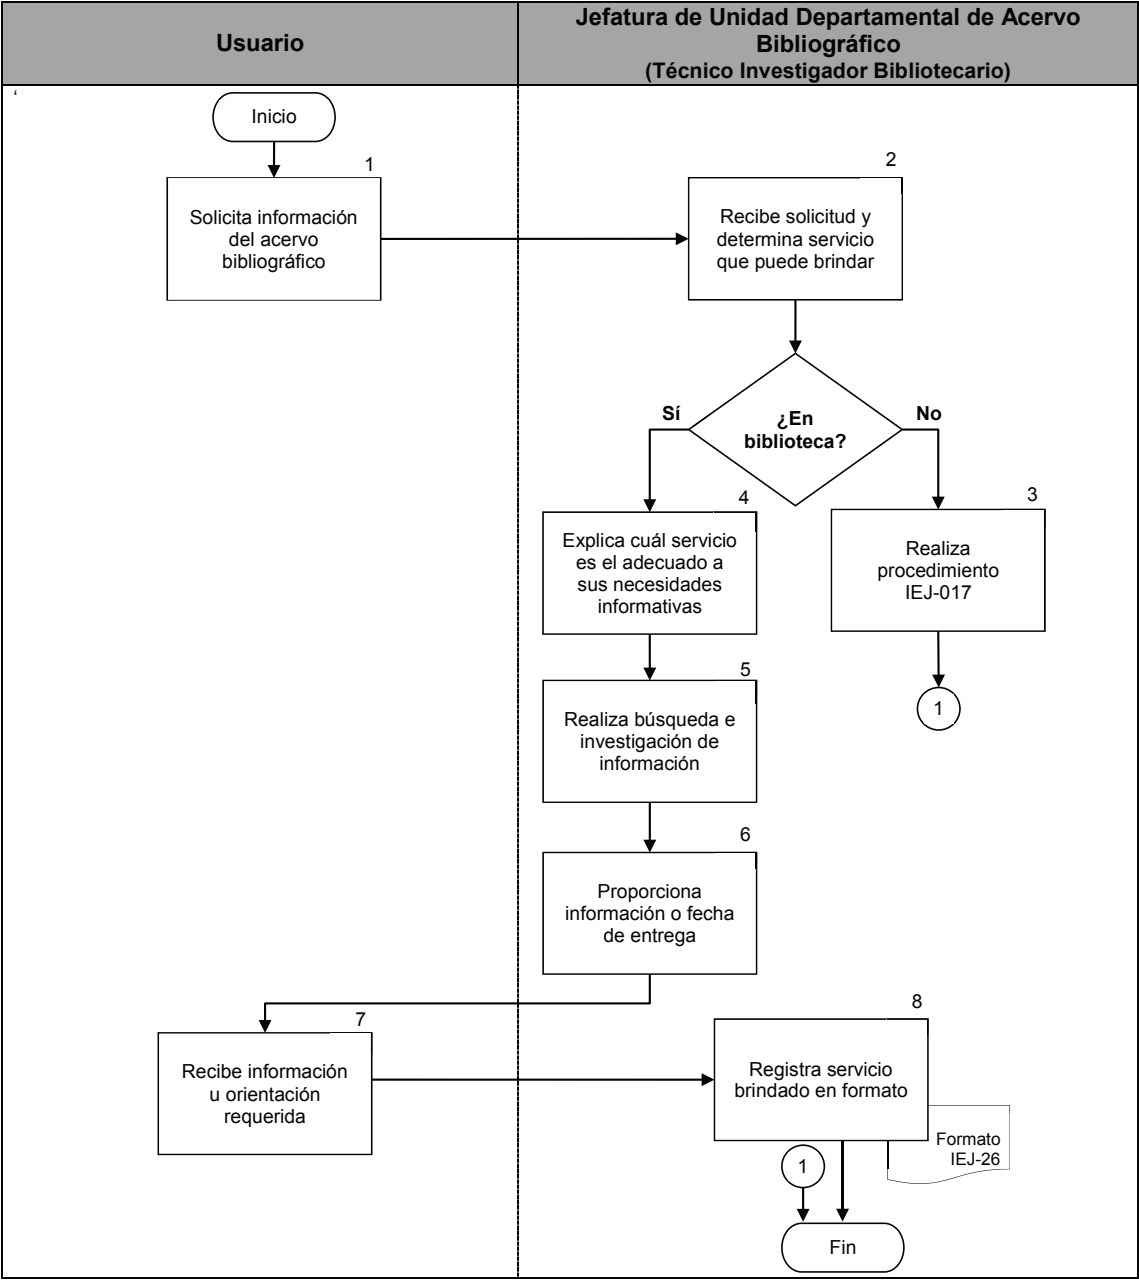 Usuario
Jefatura de Unidad Departamental de Acervo
Bibliográfico
(Técnico Investigador Bibliotecario)
‘
Inicio
1
Solicita información
del acervo
bibliográfico
2
Recibe solicitud y
determina servicio
que puede brindar
Sí
¿En
biblioteca?
No
4
Explica cuál servicio
es el adecuado a
sus necesidades
informativas
3
Realiza
procedimiento
IEJ-017
1
5
Realiza búsqueda e
investigación de
información
6
Proporciona
información o fecha
de entrega
7
Recibe información
u orientación
requerida
8
Registra servicio
brindado en formato
Formato
IEJ-26
1
Fin